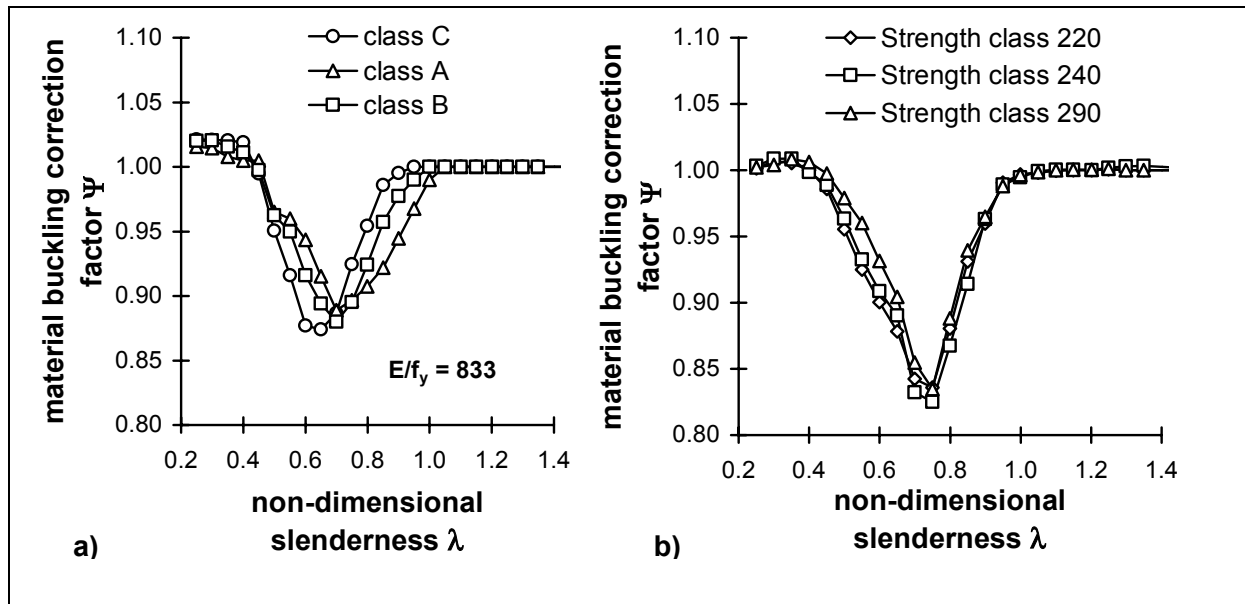 material buckling correction
factor Ψ
1.10
1.05
1.00
0.95
0.90
0.85
0.80
class C
class A
class B
E/fy = 833
0.2 0.4 0.6 0.8 1.0 1.2 1.4
non-dimensional
slenderness λ
a)
material buckling correction
factor Ψ
1.10
1.05
1.00
0.95
0.90
0.85
0.80
Strength class 220
Strength class 240
Strength class 290
0.2 0.4 0.6 0.8 1.0 1.2 1.4
non-dimensional
slenderness λ
b)